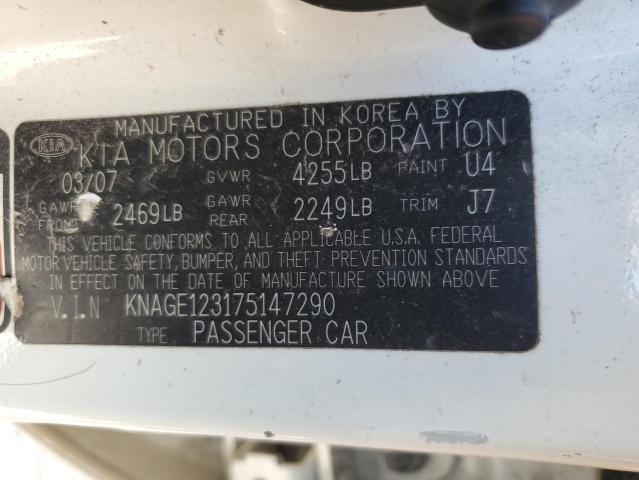 MANUFACTURED IN KOREA BY
KIA KIA MOTORS CORPORATION
03/07 GVWR 4255LB PAINT U4
GAWR FRONT 2469LB GAWR REAR 2249LB TRIM J7
THIS VEHICLE CONFORMS TO ALL APPLICABLE U.S.A. FEDERAL
MOTOR VEHICLE SAFETY, BUMPER, AND THEFT PREVENTION STANDARDS
IN EFFECT ON THE DATE OF MANUFACTURE SHOWN ABOVE
V.I.N KNAGE123175147290
TYPE PASSENGER CAR